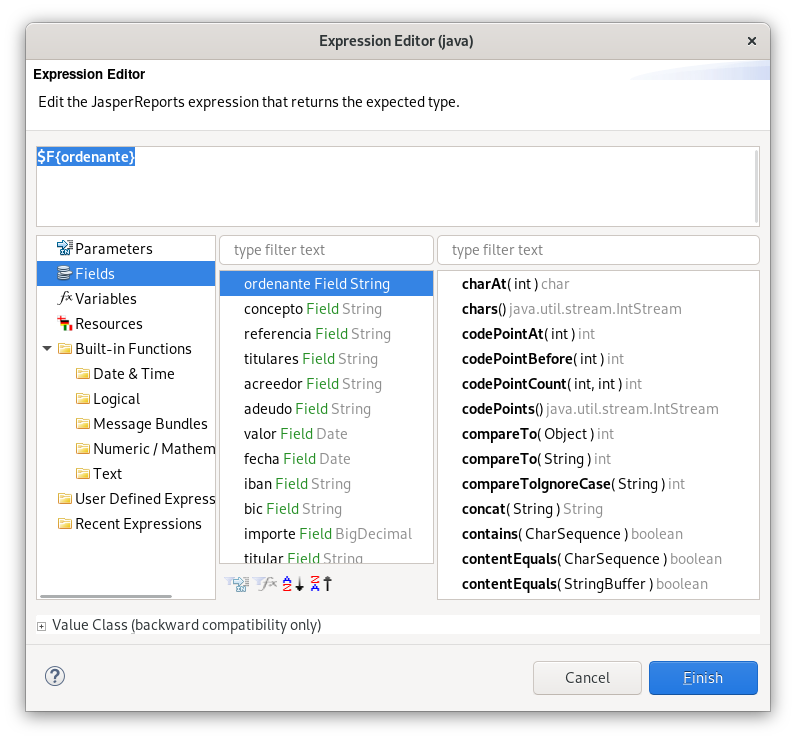 Expression Editor (java)
×
Expression Editor
Edit the JasperReports expression that returns the expected type.
$F{ordenante}
Parameters
Fields
Variables
Resources
Built-in Functions
Date & Time
Logical
Message Bundles
Numeric / Mathem
Text
User Defined Express
Recent Expressions
type filter text
ordenante Field String
concepto Field String
referencia Field String
titulares Field String
acreedor Field String
adeudo Field String
valor Field Date
fecha Field Date
iban Field String
bic Field String
importe Field BigDecimal
titular Field String
type filter text
charAt( int ) char
chars() java.util.stream.IntStream
codePointAt( int ) int
codePointBefore( int ) int
codePointCount( int, int ) int
codePoints() java.util.stream.IntStream
compareTo( Object ) int
compareTo( String ) int
compareToIgnoreCase( String ) int
concat( String ) String
contains( CharSequence ) boolean
contentEquals( CharSequence ) boolean
contentEquals( StringBuffer ) boolean
Value Class (backward compatibility only)
?
Cancel
Finish